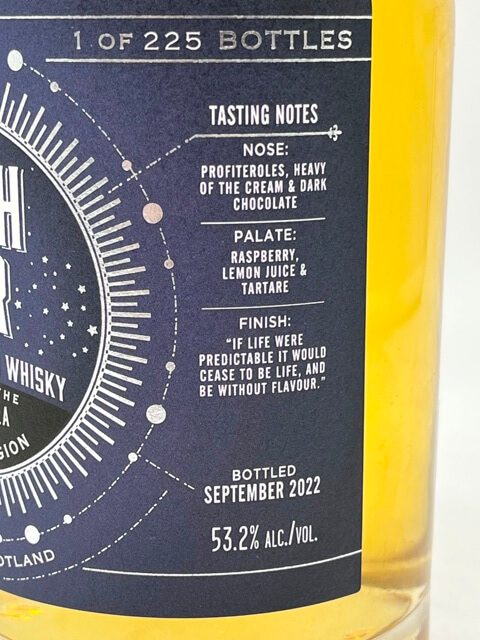 1 OF 225 BOTTLES
TASTING NOTES
NOSE:
PROFITEROLES, HEAVY
OF THE CREAM & DARK
CHOCOLATE
PALATE:
RASPBERRY,
LEMON JUICE &
TARTARE
FINISH:
"IF LIFE WERE
PREDICTABLE IT WOULD
CEASE TO BE LIFE, AND
BE WITHOUT FLAVOUR."
WHISKY
BOTTLED
SEPTEMBER 2022
53.2% ALC./VOL.